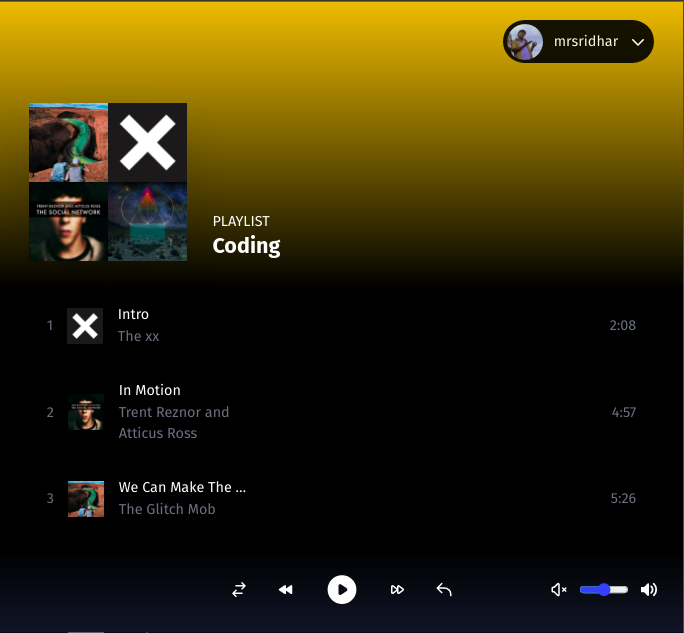 mrsridhar
TRENT REZNOR AND ATTICUS ROSS
THE SOCIAL NETWORK
PLAYLIST
Coding
1
Intro
The xx
2:08
2
In Motion
Trent Reznor and
Atticus Ross
4:57
3
We Can Make The ...
The Glitch Mob
5:26